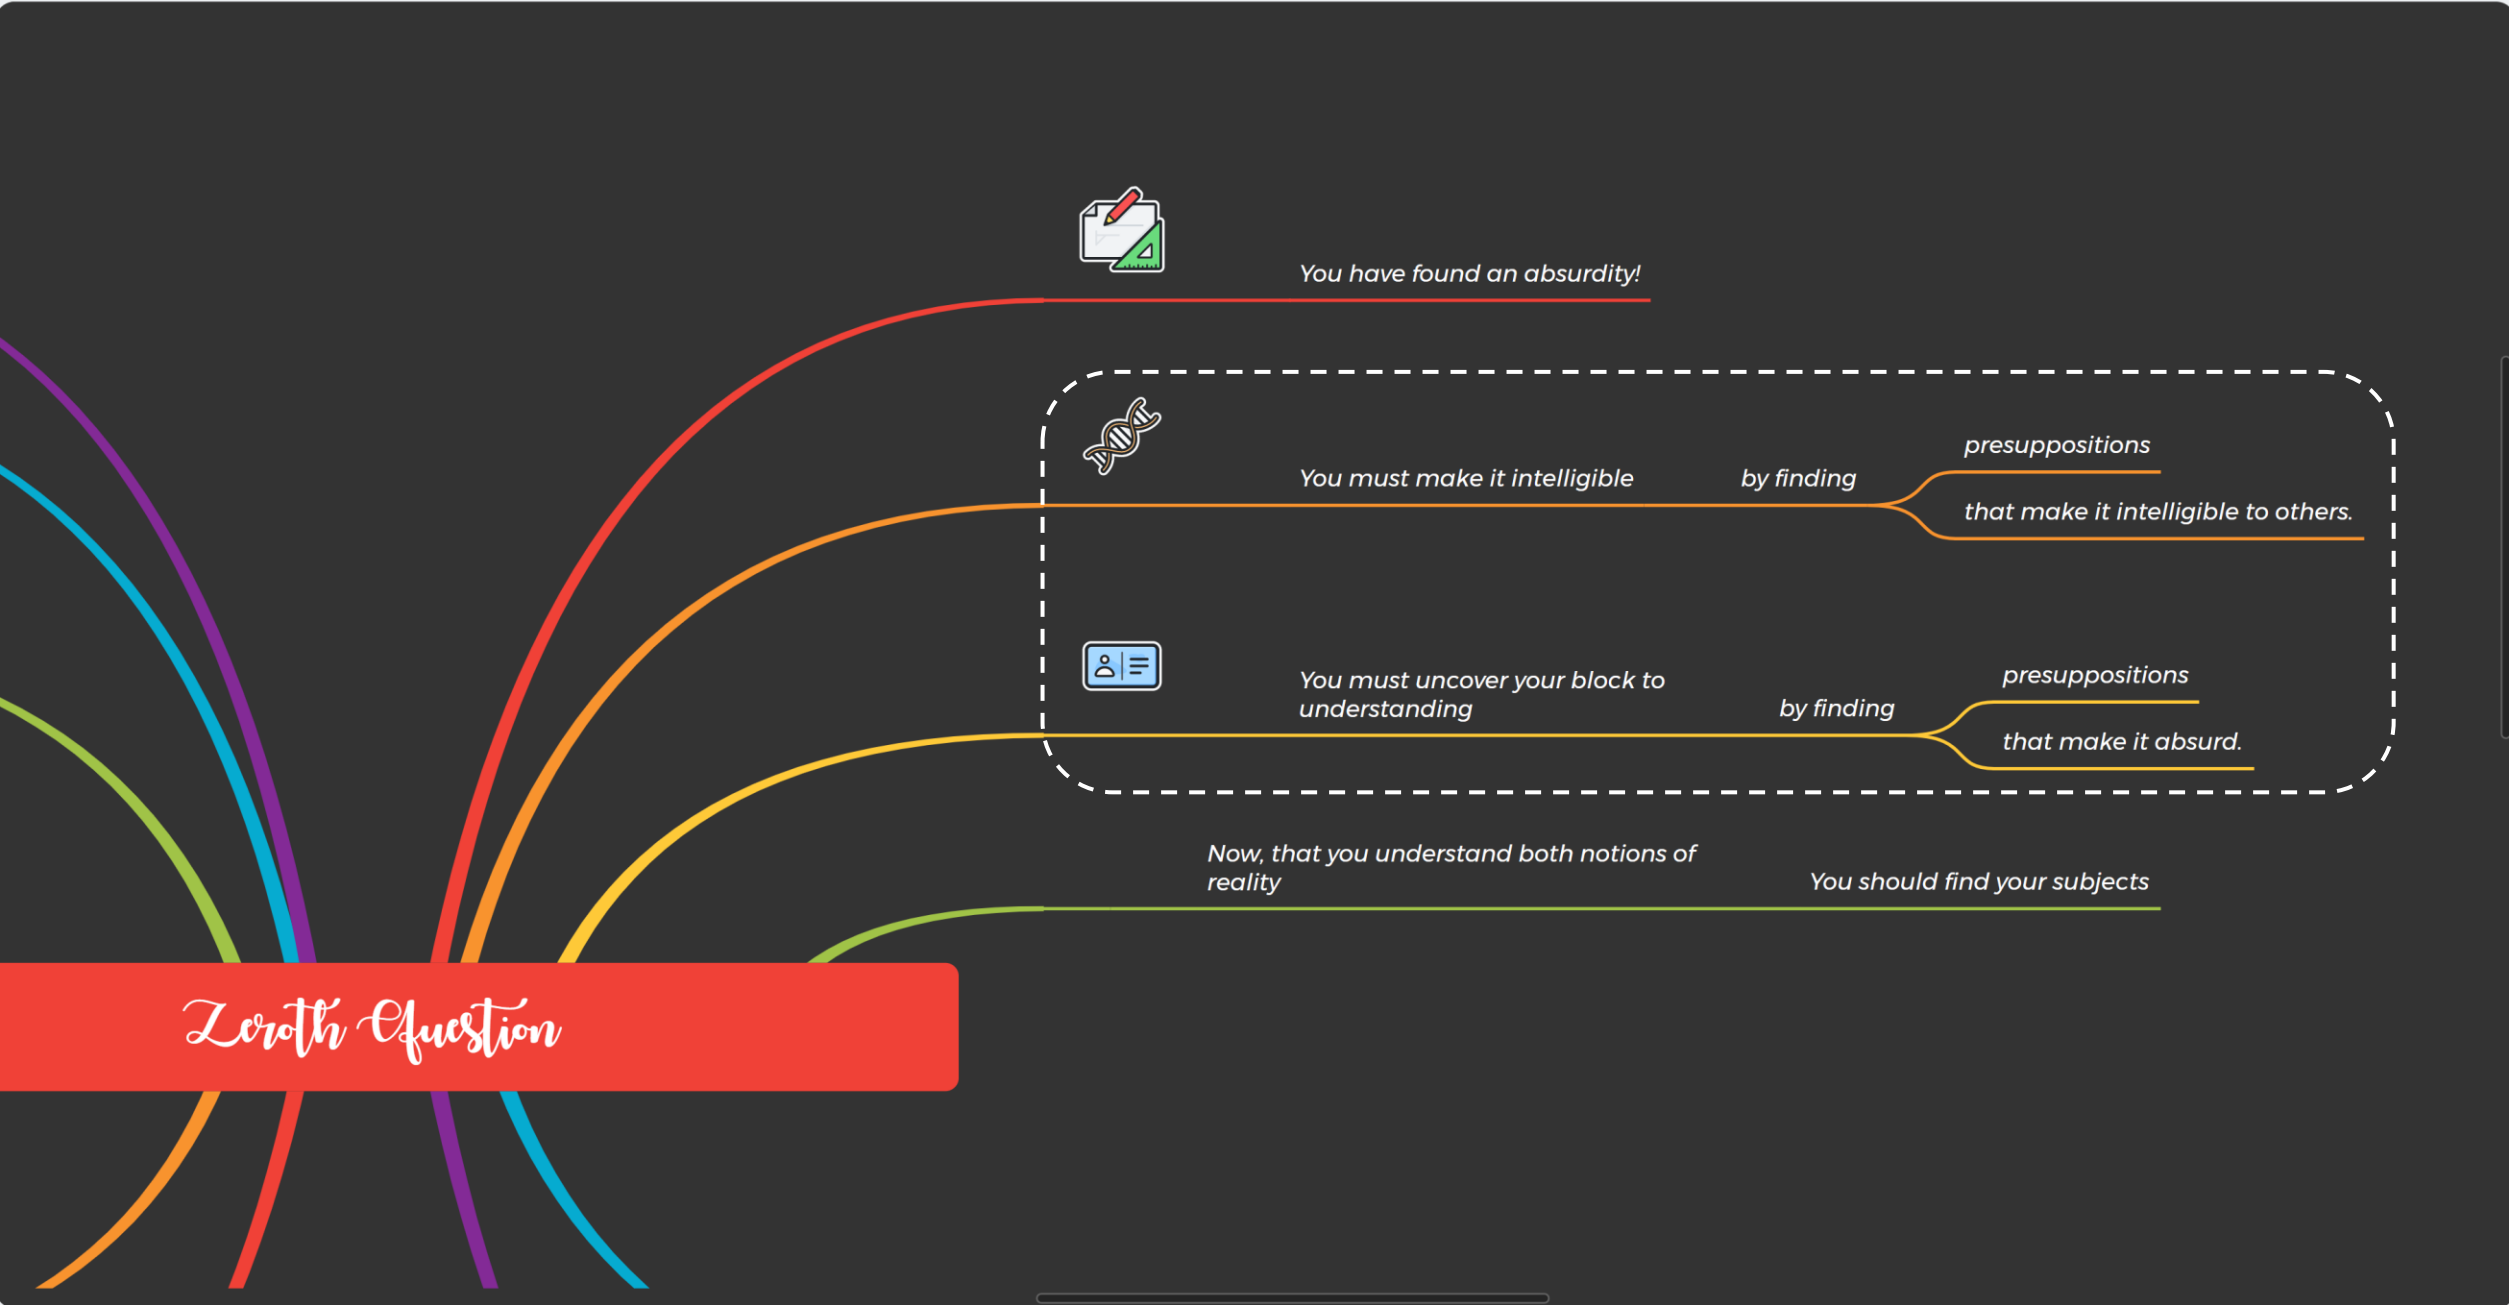 You have found an absurdity!
You must make it intelligible
by finding
presuppositions
that make it intelligible to others.
You must uncover your block to
understanding
by finding
presuppositions
that make it absurd.
Now, that you understand both notions of
reality
You should find your subjects
Zeroth Question